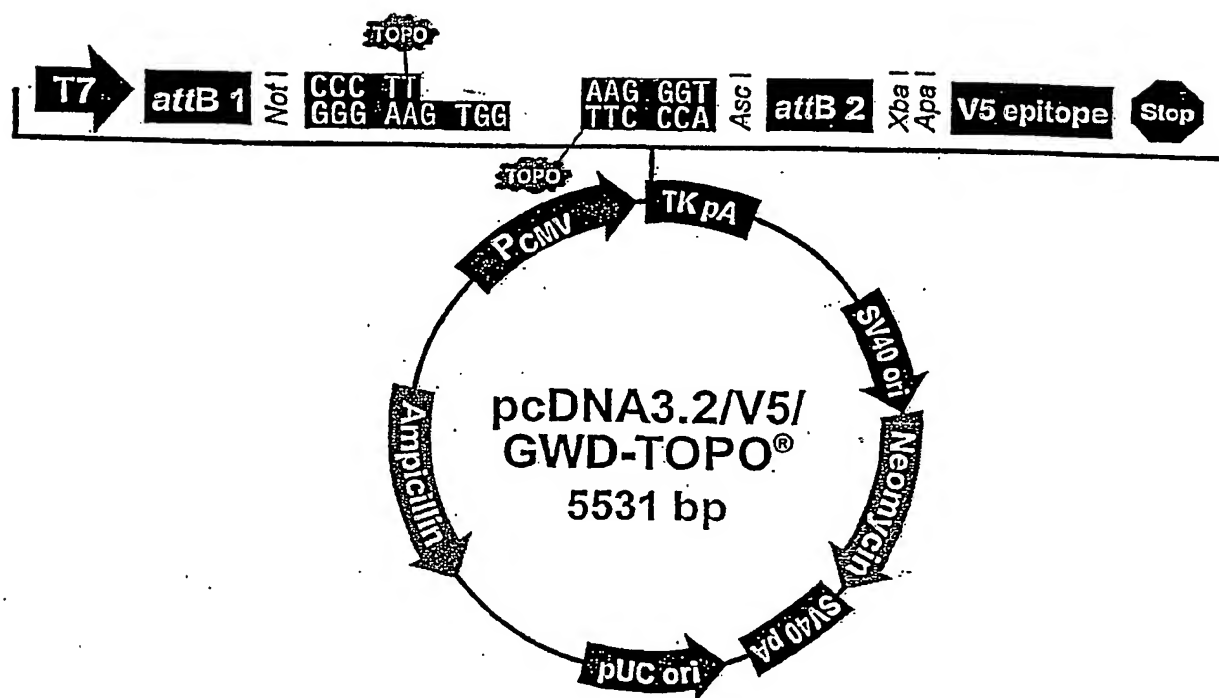 TOPO
T7
attB 1
Not I
CCC TT
GGG AAG TGG
AAG GGT
TTC CCA
Asc I
attB 2
Xba I
Apa I
V5 epitope
Stop
TOPO
PCMV
TK pA
SV40 ori
Neomycin
SV40 pA
pUC ori
Ampicillin
pcDNA3.2/V5/
GWD-TOPO®
5531 bp